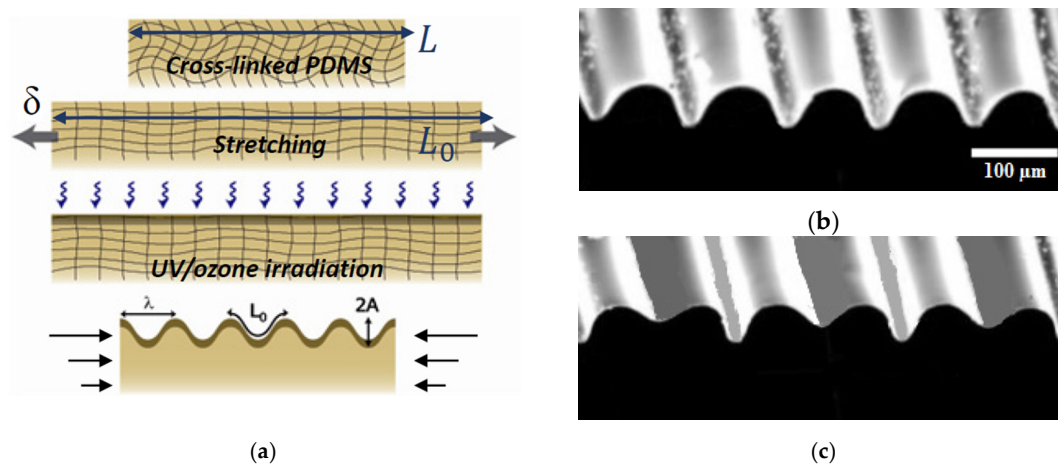 L
Cross-linked PDMS
δ
L₀
Stretching
UV/ozone irradiation
λ
L₀
2A
(a)
100 µm
(b)
(c)